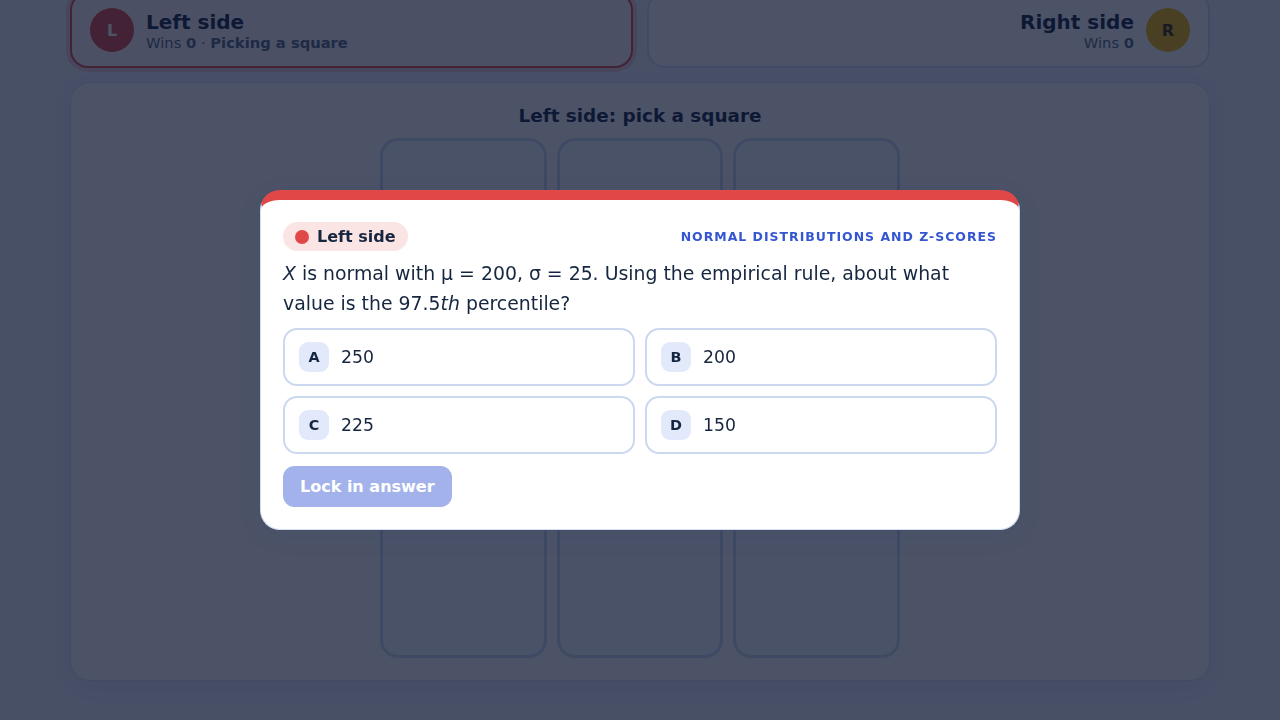 L
Left side
Wins 0 · Picking a square
Right side
Wins 0
R
Left side: pick a square
Left side
NORMAL DISTRIBUTIONS AND Z-SCORES
X is normal with μ = 200, σ = 25. Using the empirical rule, about what
value is the 97.5th percentile?
A 250
B 200
C 225
D 150
Lock in answer